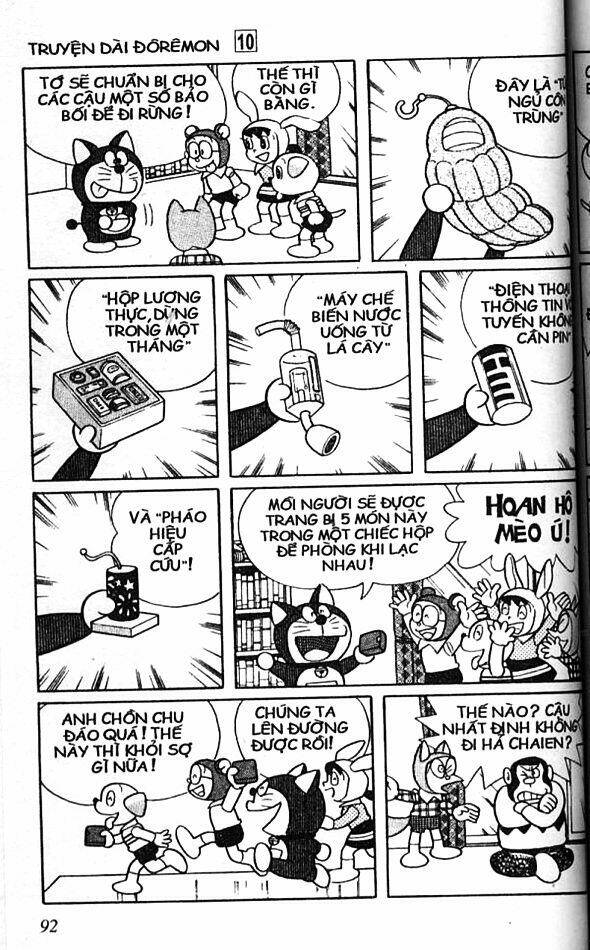 TRUYỆN DÀI ĐÔRÊMON 10
TỚ SẼ CHUẨN BỊ CHO
CÁC CẬU MỘT SỐ BẢO
BỐI ĐỂ ĐI RỪNG!
THẾ THÌ
CÒN GÌ
BẰNG.
ĐÂY LÀ
NGỦ CÔN
TRÙNG"
"HỘP LƯƠNG
THỰC, DÙNG
TRONG MỘT
THÁNG"
"MÁY CHẾ
BIẾN NƯỚC
UỐNG TỪ
LÁ CÂY"
"ĐIỆN THOẠI
THÔNG TIN
TUYẾN KHÔNG
CẦN PIN"
VÀ "PHÁO
HIỆU
CẤP
CỨU"!
MỖI NGƯỜI SẼ ĐƯỢC
TRANG BỊ 5 MÓN NÀY
TRONG MỘT CHIẾC HỘP
ĐỀ PHÒNG KHI LẠC
NHAU!
HOAN HÔ
MÈO Ú!
ANH CHỒN CHU
ĐÁO QUÁ! THẾ
NÀY THÌ KHỎI SỢ
GÌ NỮA!
CHÚNG TA
LÊN ĐƯỜNG
ĐƯỢC RỒI!
THẾ NÀO? CẬU
NHẤT ĐỊNH KHÔNG
ĐI HẢ CHAIEN?
92